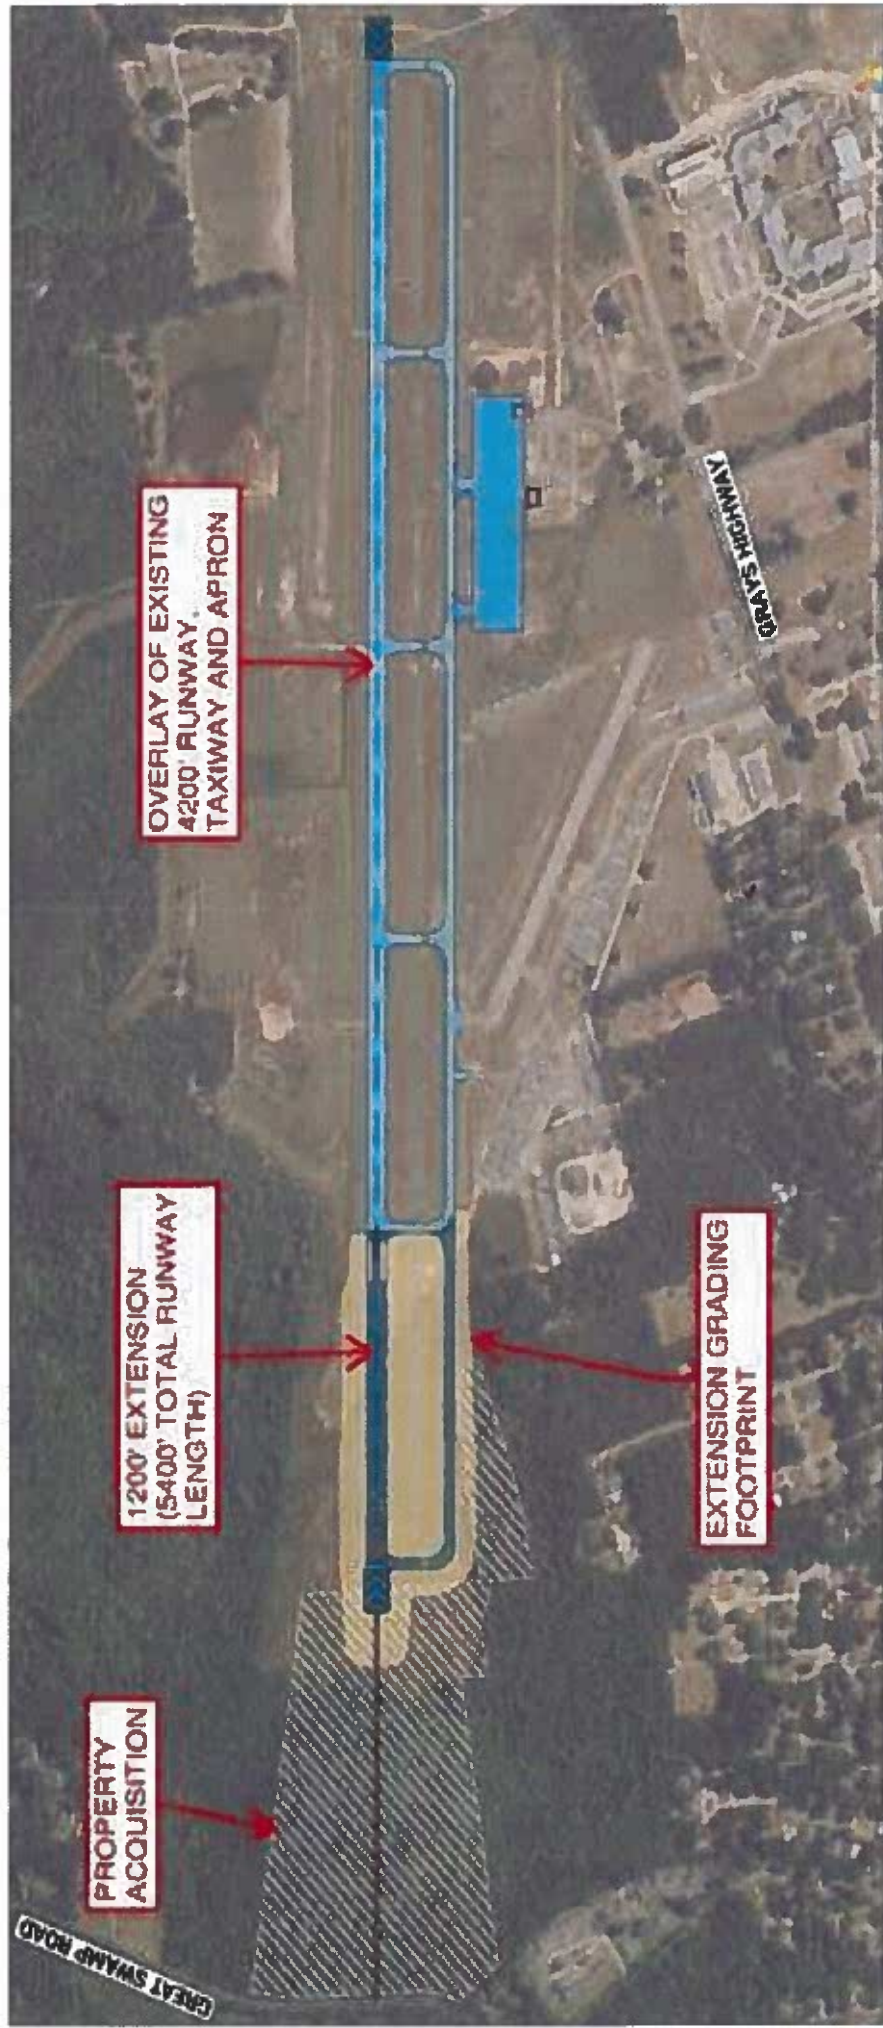 PROPERTY
ACQUISITION
1200' EXTENSION
(5400' TOTAL RUNWAY
LENGTH)
OVERLAY OF EXISTING
4200' RUNWAY,
TAXIWAY AND APRON
GREAT SWAMP ROAD
EXTENSION GRADING
FOOTPRINT
GRAYS HIGHWAY